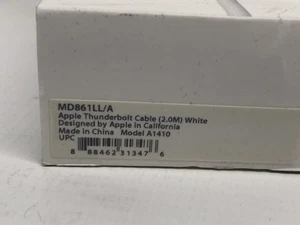 MD861LL/A
Apple Thunderbolt Cable (2.0M) White
Designed by Apple in California
Made in China Model A1410
UPC
8 88462 31347 6